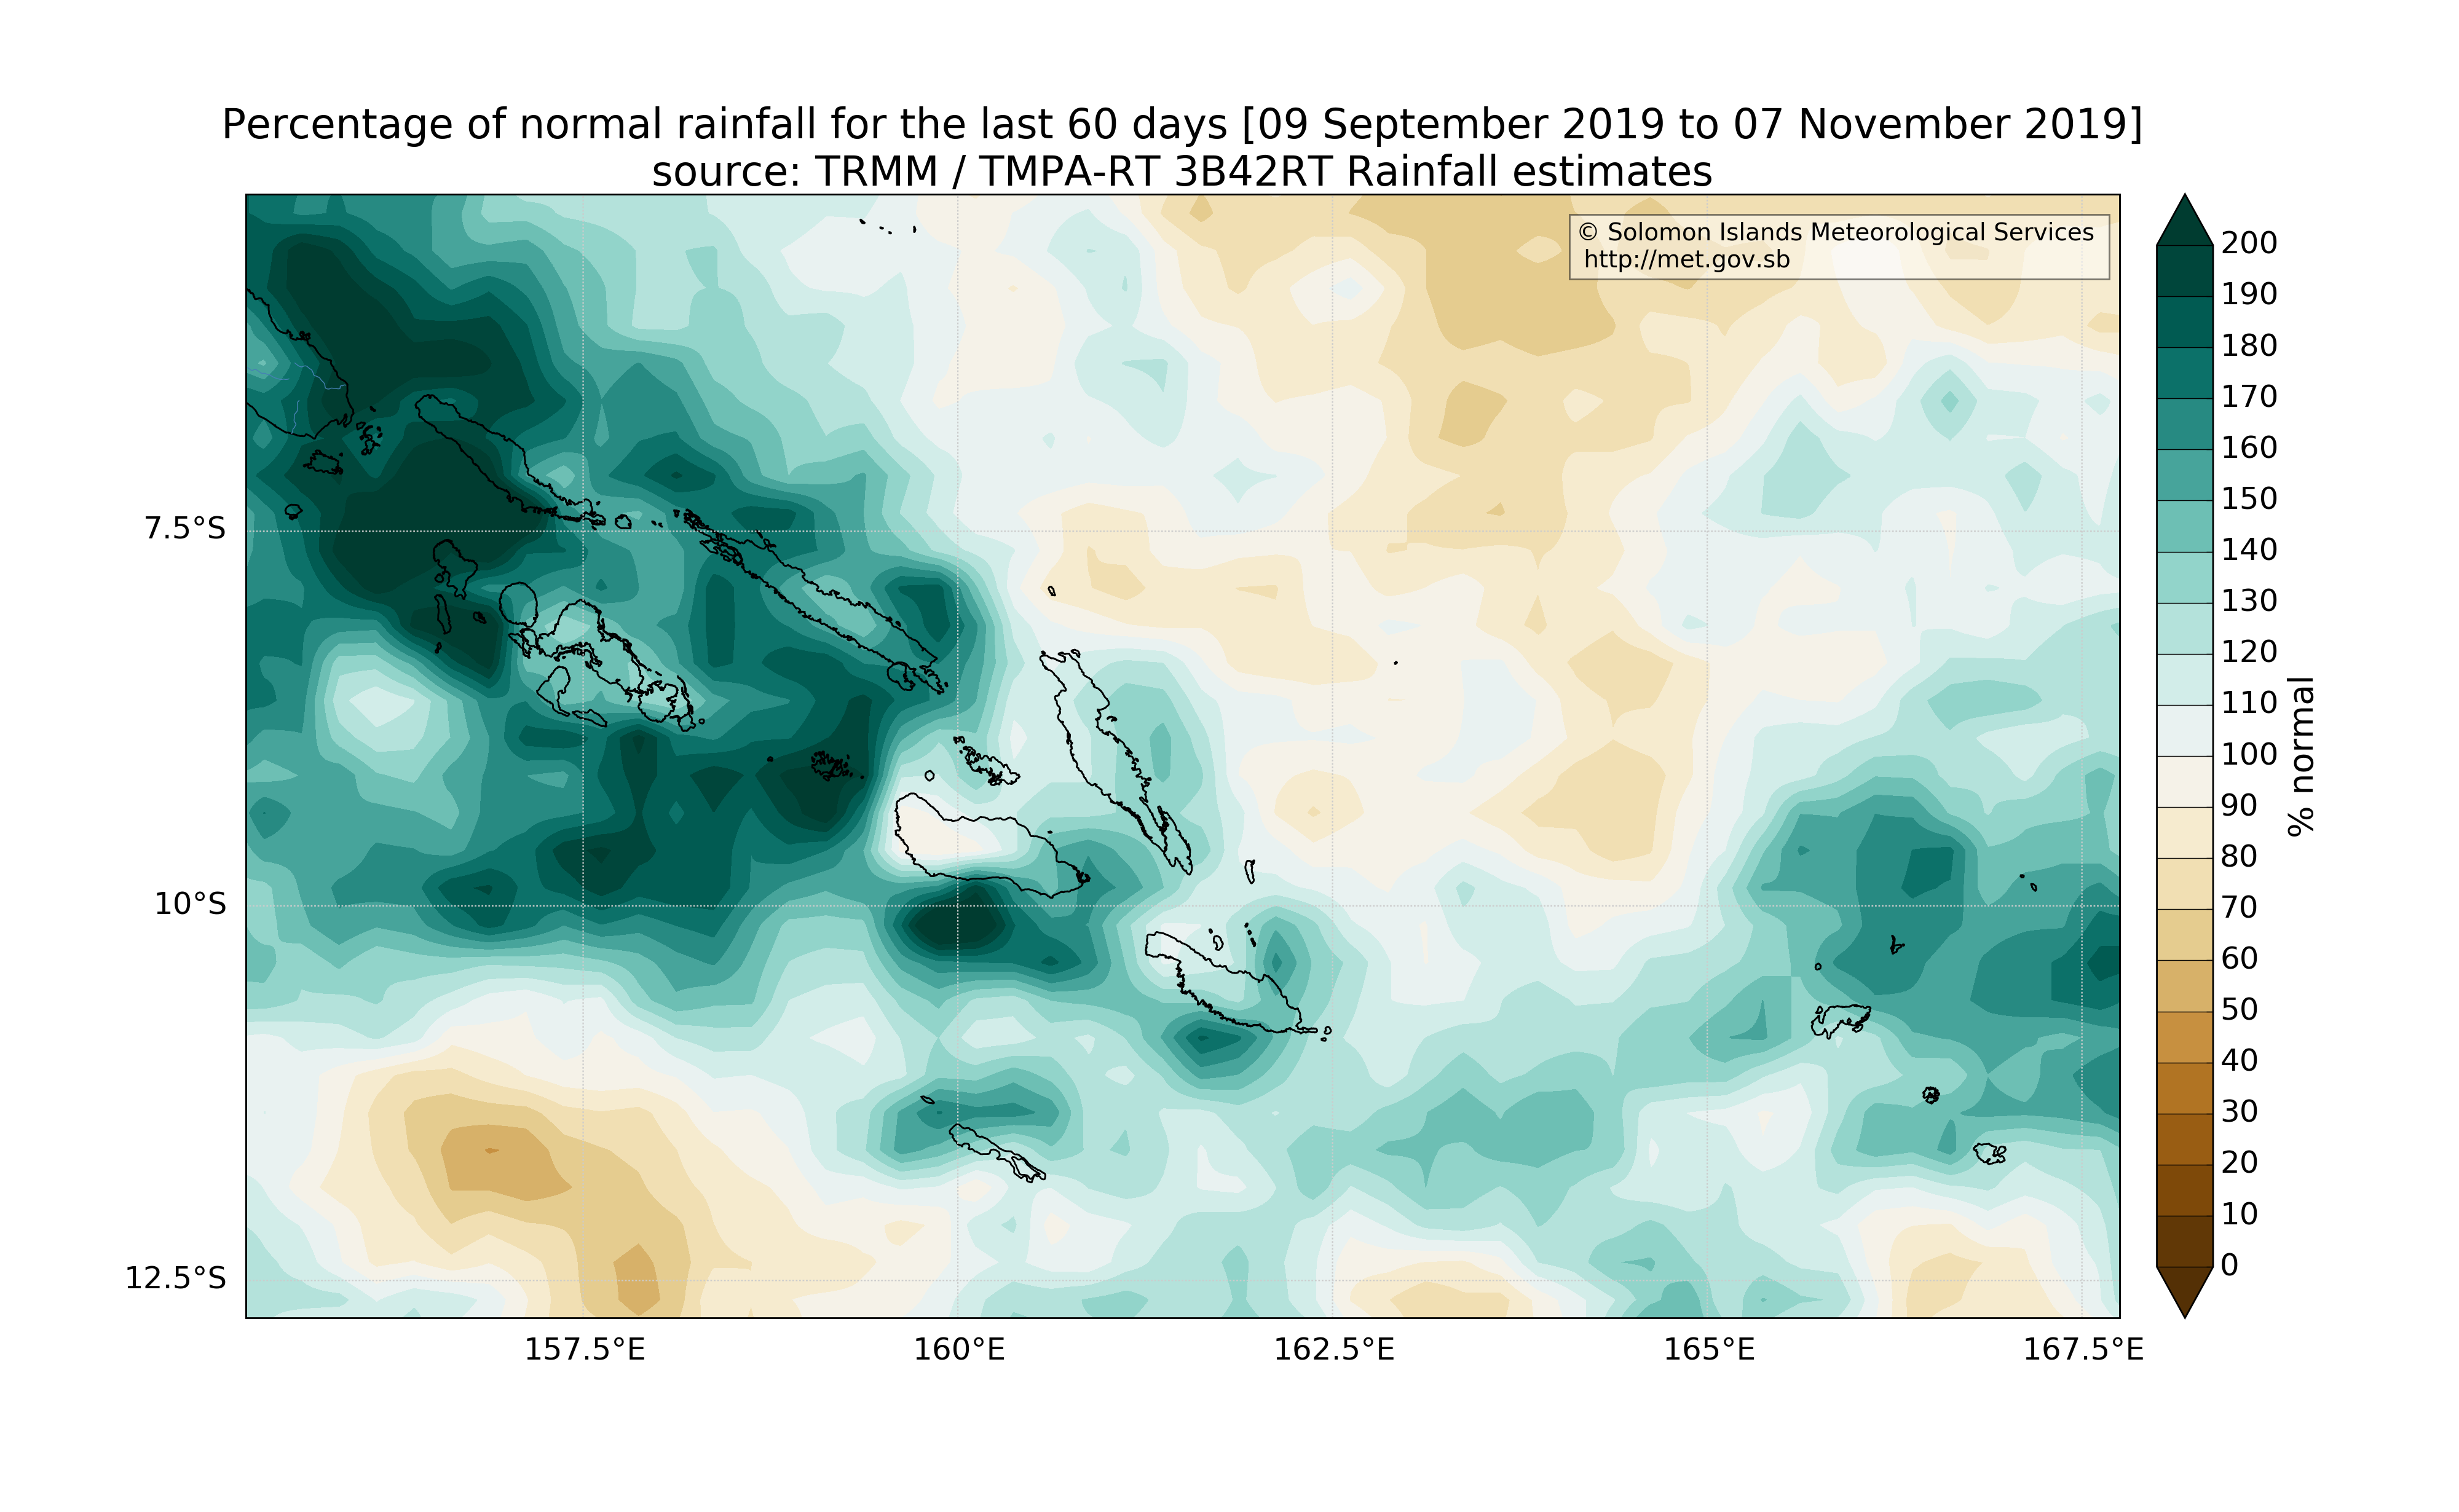 Percentage of normal rainfall for the last 60 days [09 September 2019 to 07 November 2019]
source: TRMM / TMPA-RT 3B42RT Rainfall estimates
© Solomon Islands Meteorological Services
http://met.gov.sb
7.5°S
10°S
12.5°S
157.5°E
160°E
162.5°E
165°E
167.5°E
200
190
180
170
160
150
140
130
120
110
100
90
80
70
60
50
40
30
20
10
0
% normal